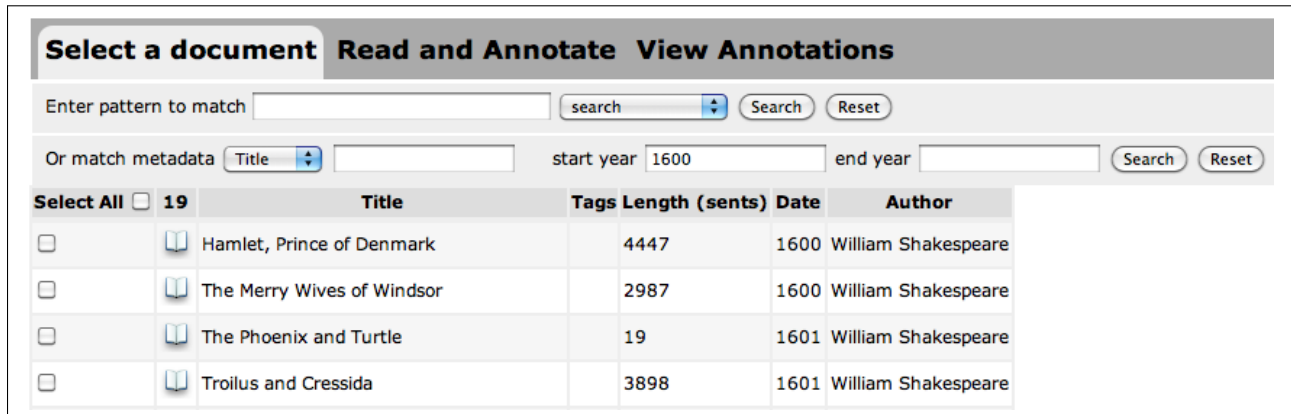 Select a document Read and Annotate View Annotations
Enter pattern to match search Search Reset
Or match metadata Title start year 1600 end year Search Reset
Select All 19 Title Tags Length (sents) Date Author
Hamlet, Prince of Denmark 4447 1600 William Shakespeare
The Merry Wives of Windsor 2987 1600 William Shakespeare
The Phoenix and Turtle 19 1601 William Shakespeare
Troilus and Cressida 3898 1601 William Shakespeare